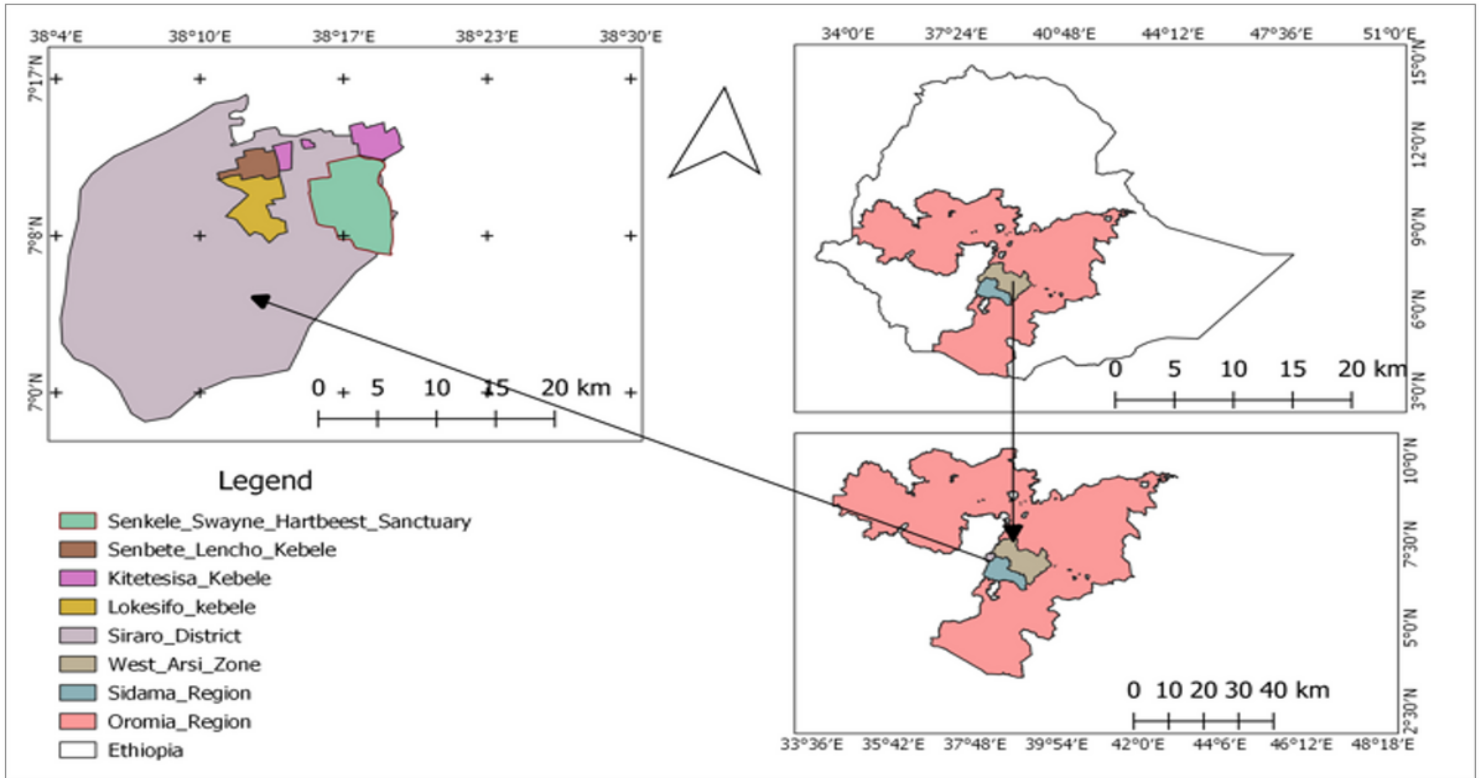 38°4'E 38°10'E 38°17'E 38°23'E 38°30'E
7°17'N
7°8'N
7°0'N
0 5 10 15 20 km
34°0'E 37°24'E 40°48'E 44°12'E 47°36'E 51°0'E
15°0'N
12°0'N
9°0'N
6°0'N
3°0'N
0 5 10 15 20 km
10°0'N
7°30'N
5°0'N
2°30'N
0 10 20 30 40 km
33°36'E 35°42'E 37°48'E 39°54'E 42°0'E 44°6'E 46°12'E 48°18'E
Legend
Senkele_Swayne_Hartbeest_Sanctuary
Senbete_Lencho_Kebele
Kitetesisa_Kebele
Lokesifo_kebele
Siraro_District
West_Arsi_Zone
Sidama_Region
Oromia_Region
Ethiopia